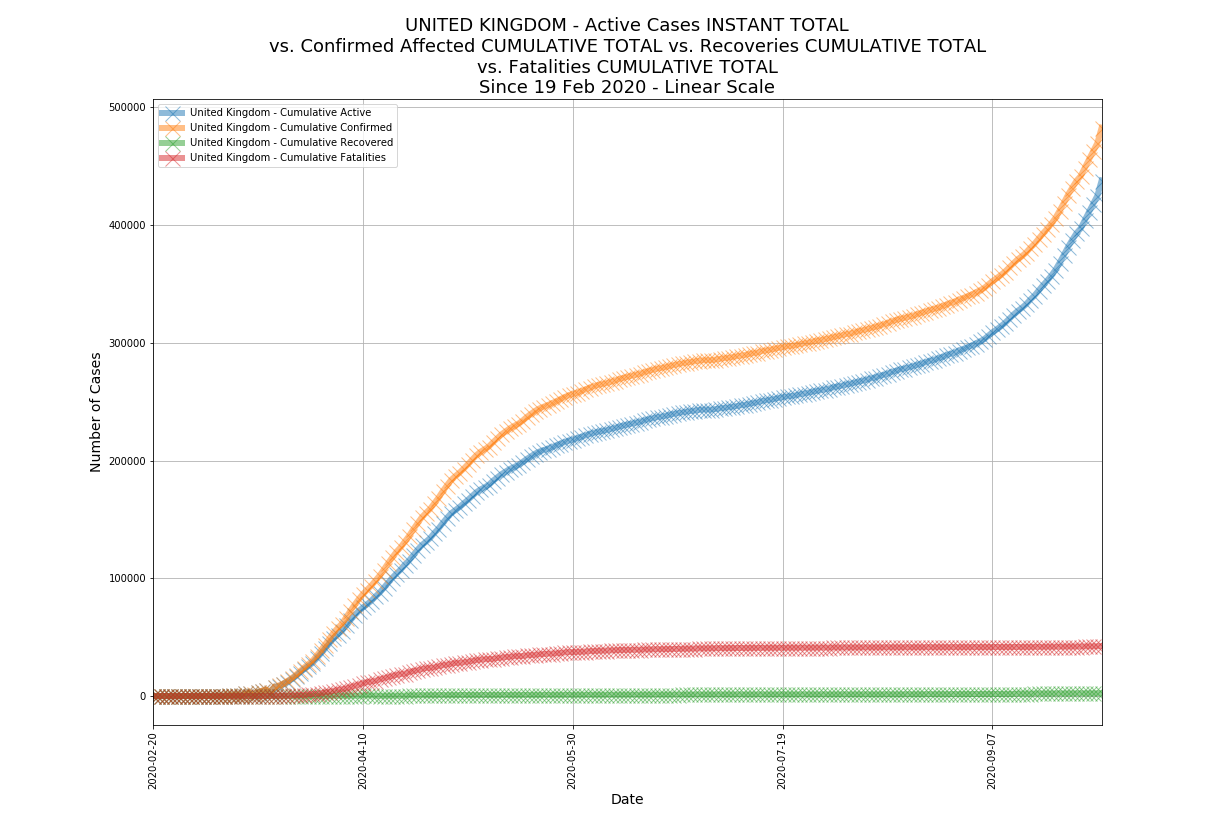 UNITED KINGDOM - Active Cases INSTANT TOTAL
vs. Confirmed Affected CUMULATIVE TOTAL vs. Recoveries CUMULATIVE TOTAL
vs. Fatalities CUMULATIVE TOTAL
Since 19 Feb 2020 - Linear Scale
United Kingdom - Cumulative Active
United Kingdom - Cumulative Confirmed
United Kingdom - Cumulative Recovered
United Kingdom - Cumulative Fatalities
500000
400000
300000
200000
100000
0
Number of Cases
2020-02-20
2020-04-10
2020-05-30
2020-07-19
2020-09-07
Date